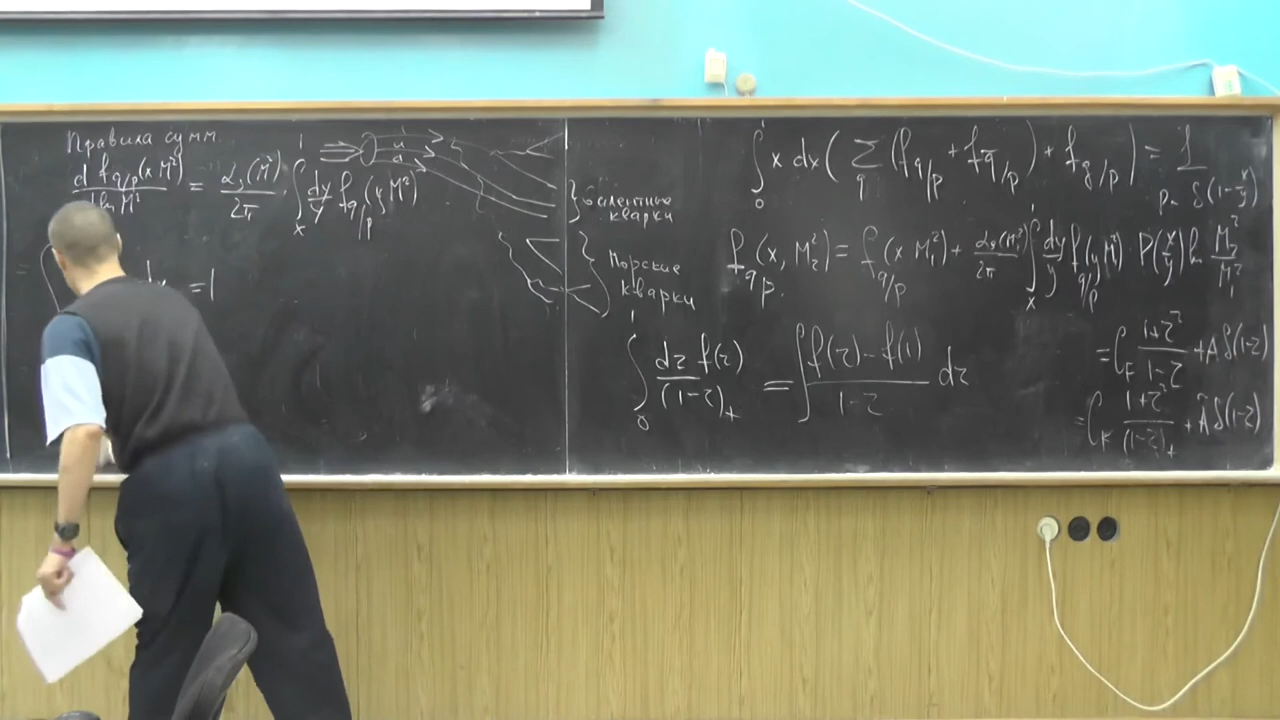 Правила сумм.
d f_{q/p}(x M²) / d ln M² = α_s(M²) / 2π · ∫_x^1 dy/y f_{q/p}(y M²)
u
d
} Валентные
кварки
} Морские
кварки
= 1
∫_0^1 x dx ( Σ_q (f_{q/p} + f_{q̄/p}) + f_{g/p} ) = 1
δ(1 - x/y)
f_{q/p}(x, M_2²) = f_{q/p}(x M_1²) + α_s(M_1²)/2π ∫_x^1 dy/y f_{q/p}(y M_1²) · P(x/y) ln M_2²/M_1²
∫_0^1 dz f(z) / (1-z)_+ = ∫ f(z) - f(1) / 1-z dz
= C_F 1+z² / 1-z + A δ(1-z)
= C_F 1+z² / (1-z)_+ + Ã δ(1-z)